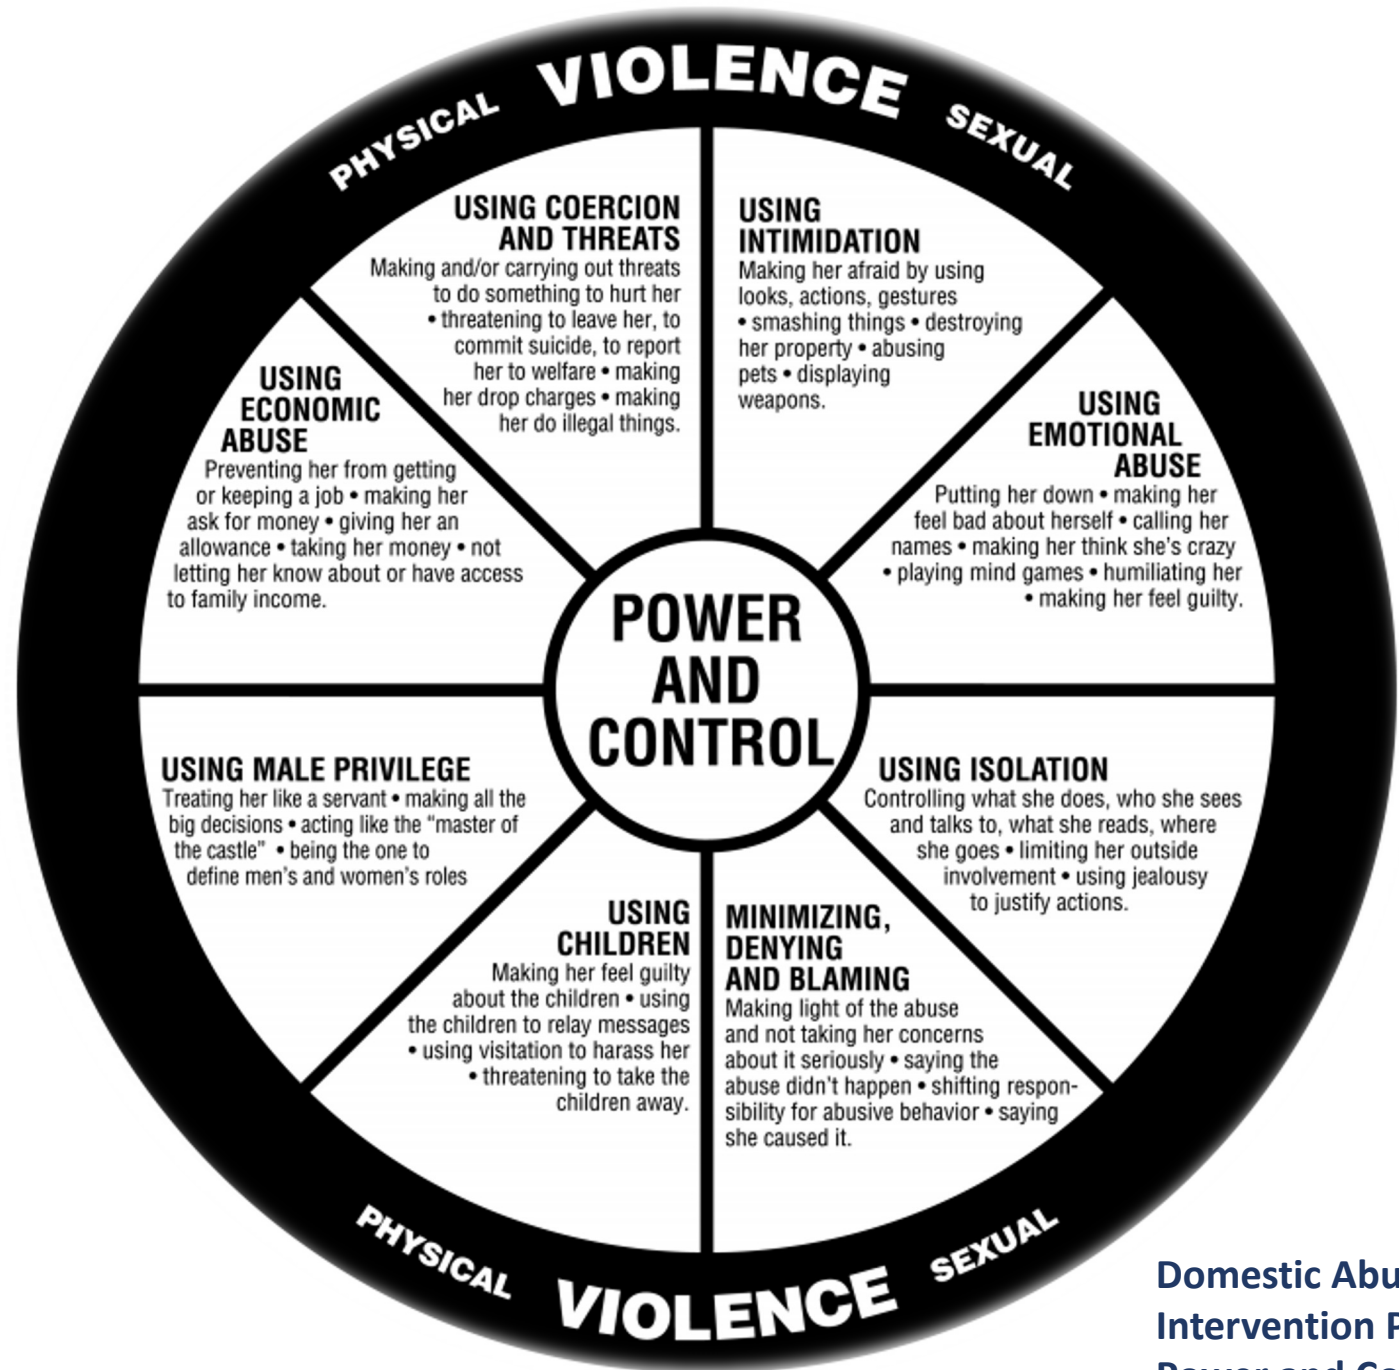 PHYSICAL VIOLENCE SEXUAL
USING COERCION
AND THREATS
Making and/or carrying out threats
to do something to hurt her
• threatening to leave her, to
commit suicide, to report
her to welfare • making
her drop charges • making
her do illegal things.
USING
INTIMIDATION
Making her afraid by using
looks, actions, gestures
• smashing things • destroying
her property • abusing
pets • displaying
weapons.
USING
EMOTIONAL
ABUSE
Putting her down • making her
feel bad about herself • calling her
names • making her think she's crazy
• playing mind games • humiliating her
• making her feel guilty.
USING ISOLATION
Controlling what she does, who she sees
and talks to, what she reads, where
she goes • limiting her outside
involvement • using jealousy
to justify actions.
MINIMIZING,
DENYING
AND BLAMING
Making light of the abuse
and not taking her concerns
about it seriously • saying the
abuse didn't happen • shifting respon-
sibility for abusive behavior • saying
she caused it.
USING
CHILDREN
Making her feel guilty
about the children • using
the children to relay messages
• using visitation to harass her
• threatening to take the
children away.
USING MALE PRIVILEGE
Treating her like a servant • making all the
big decisions • acting like the “master of
the castle” • being the one to
define men's and women's roles
USING
ECONOMIC
ABUSE
Preventing her from getting
or keeping a job • making her
ask for money • giving her an
allowance • taking her money • not
letting her know about or have access
to family income.
POWER
AND
CONTROL
PHYSICAL VIOLENCE SEXUAL
Domestic Abu
Intervention P
Power and Co